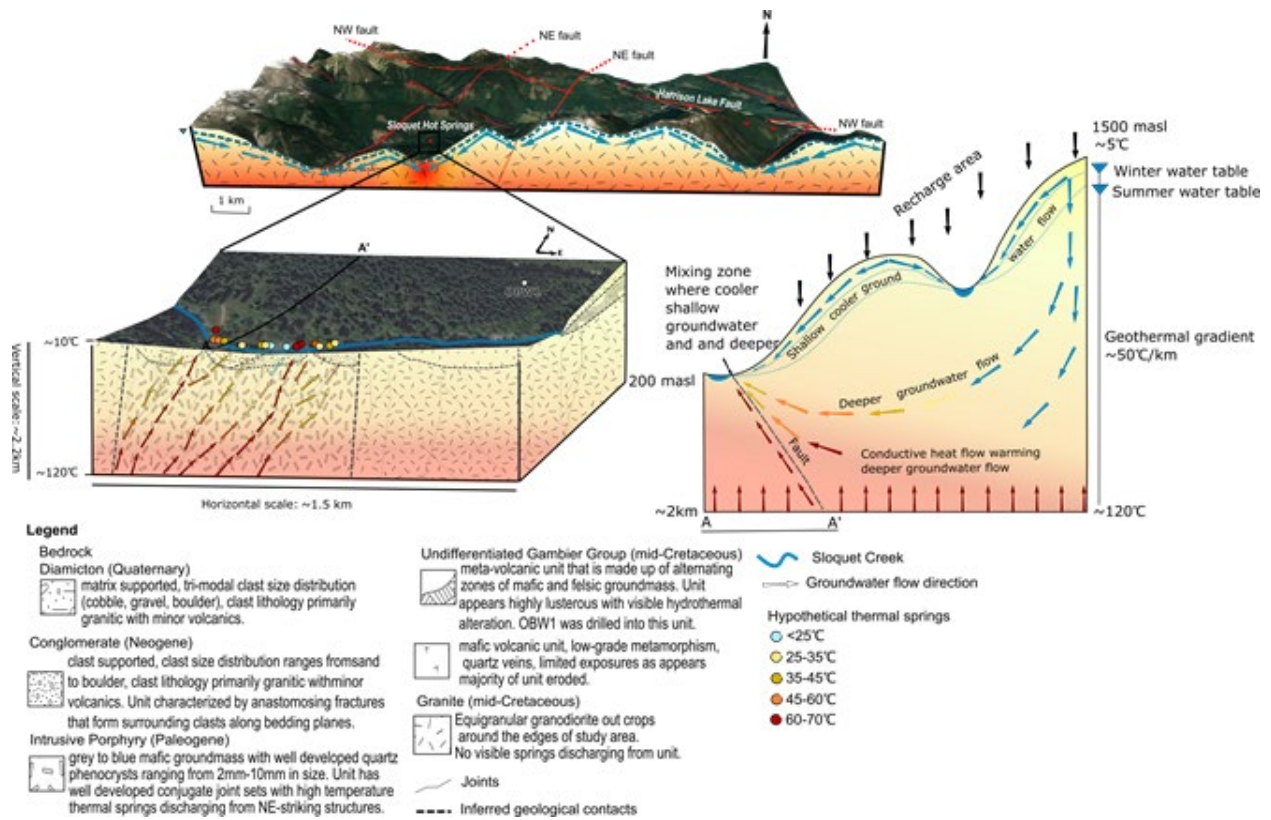 N
NW fault
NE fault
NE fault
Harrison Lake Fault
Sloquet Hot Springs
NW fault
1 km
A'
N
E
OBW1
~10℃
Vertical scale: ~2.2km
~120℃
Horizontal scale: ~1.5 km
1500 masl
~5℃
Winter water table
Summer water table
Recharge area
Mixing zone
where cooler
shallow
groundwater
and and deeper
Shallow cooler ground
water flow
200 masl
Geothermal gradient
~50℃/km
Deeper groundwater flow
Fault
Conductive heat flow warming
deeper groundwater flow
~2km
A
A'
~120℃
Legend
Bedrock
Diamicton (Quaternary)
matrix supported, tri-modal clast size distribution
(cobble, gravel, boulder), clast lithology primarily
granitic with minor volcanics.
Conglomerate (Neogene)
clast supported, clast size distribution ranges fromsand
to boulder, clast lithology primarily granitic withminor
volcanics. Unit characterized by anastomosing fractures
that form surrounding clasts along bedding planes.
Intrusive Porphyry (Paleogene)
grey to blue mafic groundmass with well developed quartz
phenocrysts ranging from 2mm-10mm in size. Unit has
well developed conjugate joint sets with high temperature
thermal springs discharging from NE-striking structures.
Undifferentiated Gambier Group (mid-Cretaceous)
meta-volcanic unit that is made up of alternating
zones of mafic and felsic groundmass. Unit
appears highly lusterous with visible hydrothermal
alteration. OBW1 was drilled into this unit.
mafic volcanic unit, low-grade metamorphism,
quartz veins, limited exposures as appears
majority of unit eroded.
Granite (mid-Cretaceous)
Equigranular granodiorite out crops
around the edges of study area.
No visible springs discharging from unit.
Joints
Inferred geological contacts
Sloquet Creek
Groundwater flow direction
Hypothetical thermal springs
<25℃
25-35℃
35-45℃
45-60℃
60-70℃